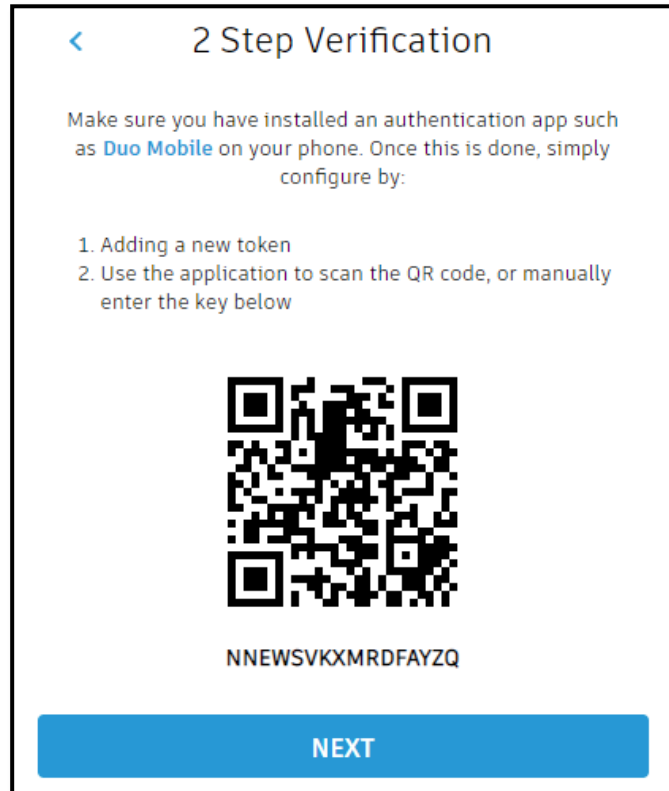 2 Step Verification
Make sure you have installed an authentication app such
as Duo Mobile on your phone. Once this is done, simply
configure by:
1. Adding a new token
2. Use the application to scan the QR code, or manually
enter the key below
NNEWSVKXMRDFAYZQ
NEXT